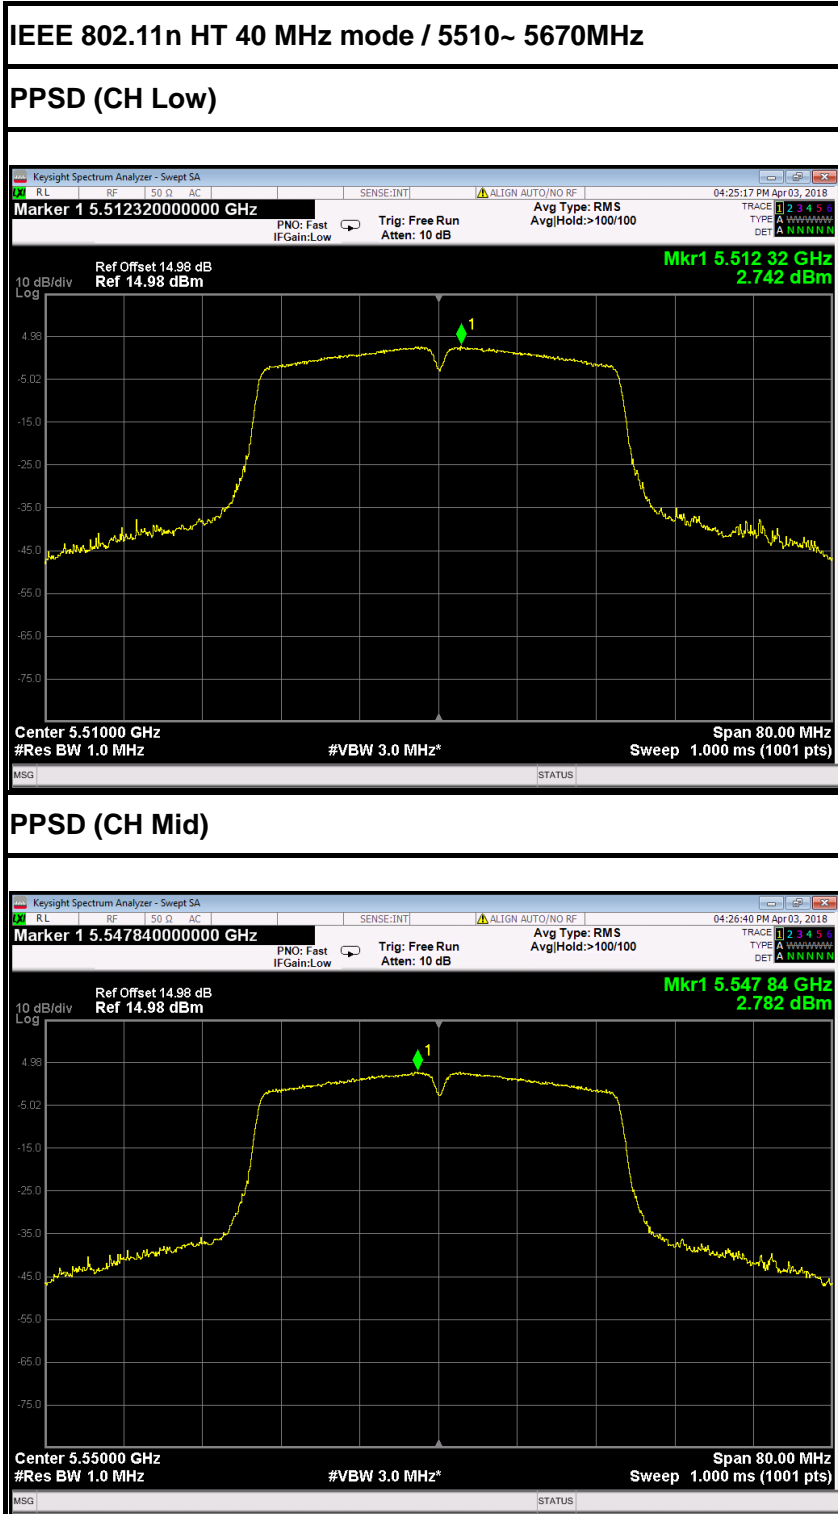 IEEE 802.11n HT 40 MHz mode / 5510~ 5670MHz
PPSD (CH Low)
Keysight Spectrum Analyzer - Swept SA
LXI RL RF 50 Ω AC SENSE:INT ALIGN AUTO/NO RF 04:25:17 PM Apr 03, 2018
Marker 1 5.512320000000 GHz
PNO: Fast
IFGain:Low
Trig: Free Run
Atten: 10 dB
Avg Type: RMS
Avg|Hold:>100/100
TRACE 1 2 3 4 5 6
TYPE A WWWWW
DET A N N N N N
Mkr1 5.512 32 GHz
2.742 dBm
Ref Offset 14.98 dB
10 dB/div Ref 14.98 dBm
Log
1
4.98
-5.02
-15.0
-25.0
-35.0
-45.0
-55.0
-65.0
-75.0
Center 5.51000 GHz Span 80.00 MHz
#Res BW 1.0 MHz #VBW 3.0 MHz* Sweep 1.000 ms (1001 pts)
MSG STATUS
PPSD (CH Mid)
Keysight Spectrum Analyzer - Swept SA
LXI RL RF 50 Ω AC SENSE:INT ALIGN AUTO/NO RF 04:26:40 PM Apr 03, 2018
Marker 1 5.547840000000 GHz
PNO: Fast
IFGain:Low
Trig: Free Run
Atten: 10 dB
Avg Type: RMS
Avg|Hold:>100/100
TRACE 1 2 3 4 5 6
TYPE A WWWWW
DET A N N N N N
Mkr1 5.547 84 GHz
2.782 dBm
Ref Offset 14.98 dB
10 dB/div Ref 14.98 dBm
Log
1
4.98
-5.02
-15.0
-25.0
-35.0
-45.0
-55.0
-65.0
-75.0
Center 5.55000 GHz Span 80.00 MHz
#Res BW 1.0 MHz #VBW 3.0 MHz* Sweep 1.000 ms (1001 pts)
MSG STATUS